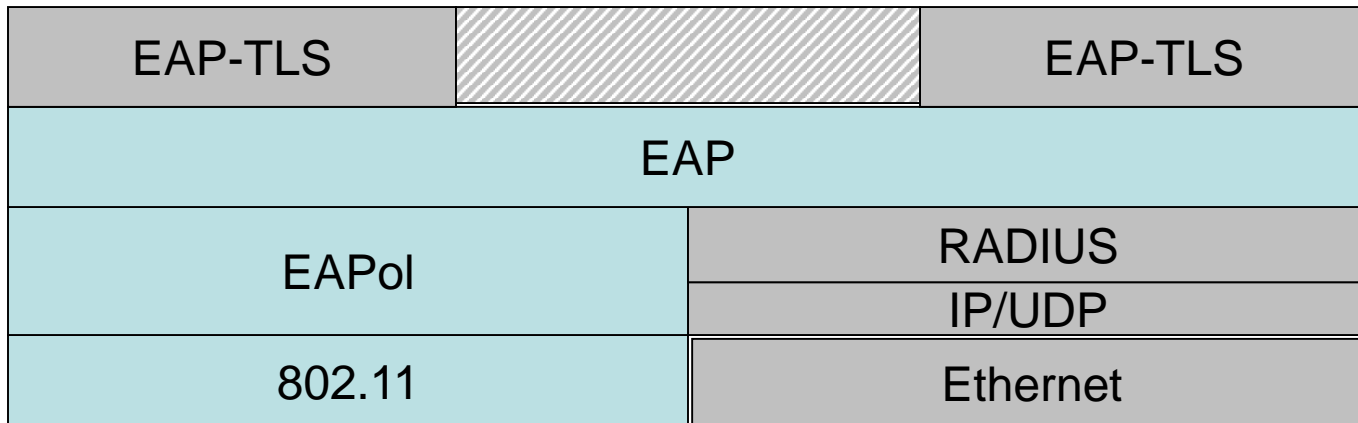 EAP-TLS
EAP-TLS
EAP
EAPol
RADIUS
IP/UDP
802.11
Ethernet